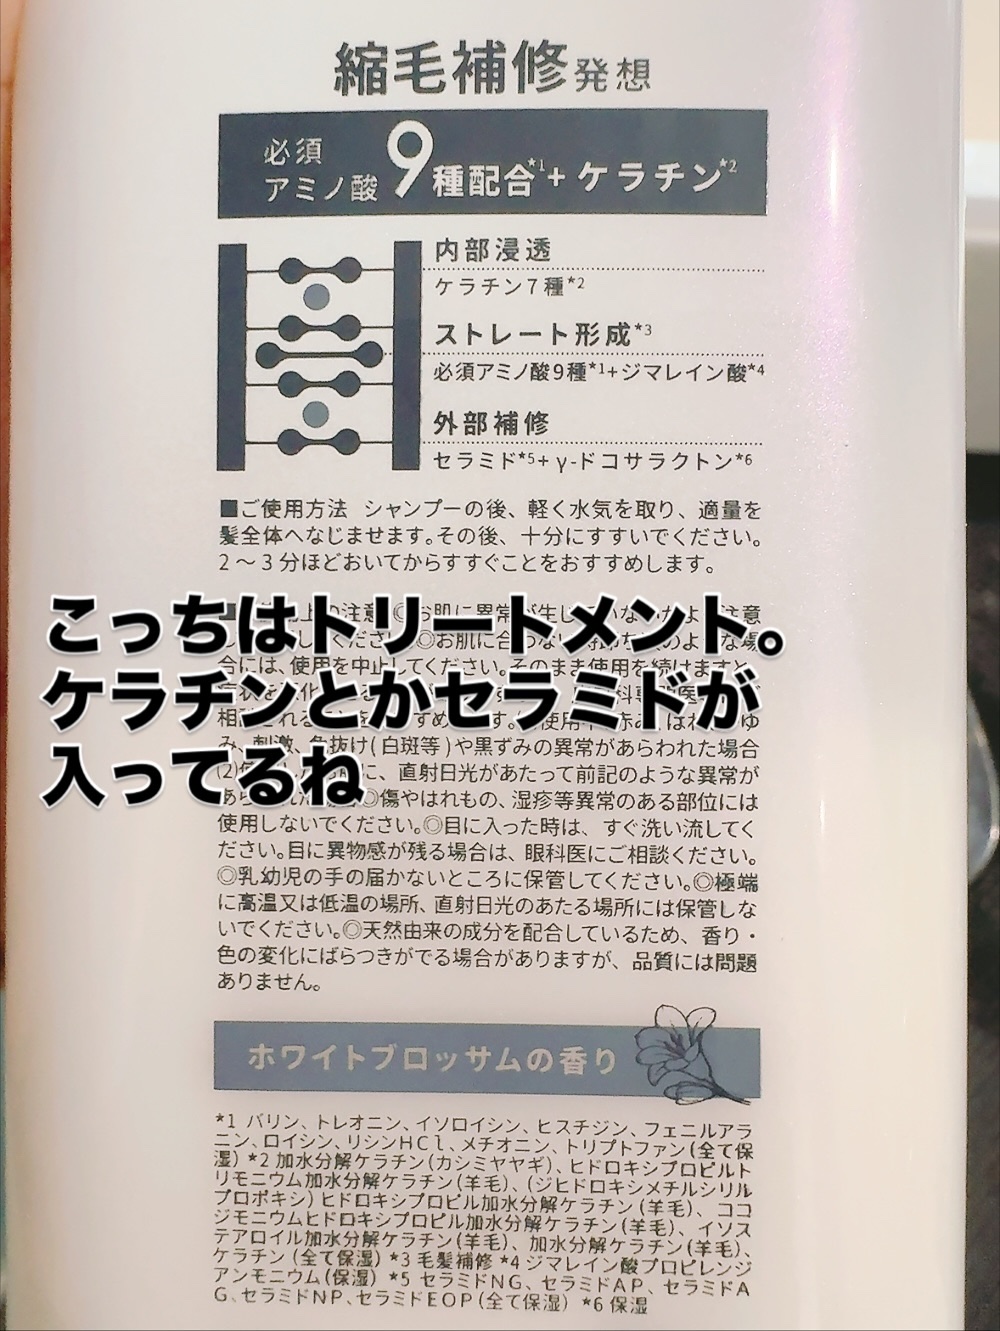 縮毛補修発想
必須
アミノ酸 9種配合*1+ケラチン*2
内部浸透
ケラチン7種*2
ストレート形成*3
必須アミノ酸9種*1+ジマレイン酸*4
外部補修
セラミド*5+γ-ドコサラクトン*6
■ご使用方法 シャンプーの後、軽く水気を取り、適量を
髪全体へなじませます。その後、十分にすすいでください。
2〜3分ほどおいてからすすぐことをおすすめします。
こっちはトリートメント。
ケラチンとかセラミドが
入ってるね
合には、使用を中止してください。そのまま使用を続けますと、
み、刺激、色抜け(白斑等)や黒ずみの異常があらわれた場合
に、直射日光があたって前記のような異常が
◎傷やはれもの、湿疹等異常のある部位には
使用しないでください。◎目に入った時は、すぐ洗い流してく
ださい。目に異物感が残る場合は、眼科医にご相談ください。
◎乳幼児の手の届かないところに保管してください。◎極端
に高温又は低温の場所、直射日光のあたる場所には保管しな
いでください。◎天然由来の成分を配合しているため、香り・
色の変化にばらつきがでる場合がありますが、品質には問題
ありません。
ホワイトブロッサムの香り
*1 バリン、トレオニン、イソロイシン、ヒスチジン、フェニルアラ
ニン、ロイシン、リシンHCl、メチオニン、トリプトファン(全て保
湿) *2 加水分解ケラチン(カシミヤヤギ)、ヒドロキシプロピルト
リモニウム加水分解ケラチン(羊毛)、(ジヒドロキシメチルシリル
プロポキシ)ヒドロキシプロピル加水分解ケラチン(羊毛)、ココ
ジモニウムヒドロキシプロピル加水分解ケラチン(羊毛)、イソス
テアロイル加水分解ケラチン(羊毛)、加水分解ケラチン(羊毛)、
ケラチン(全て保湿) *3 毛髪補修 *4 ジマレイン酸プロピレンジ
アンモニウム(保湿) *5 セラミドNG、セラミドAP、セラミドA
G、セラミドNP、セラミドEOP(全て保湿) *6 保湿